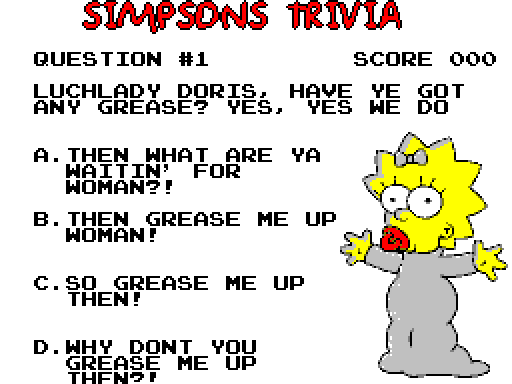 SIMPSONS TRIVIA
QUESTION #1 SCORE 000
LUCHLADY DORIS, HAVE YE GOT
ANY GREASE? YES, YES WE DO
A. THEN WHAT ARE YA
WAITIN' FOR
WOMAN?!
B. THEN GREASE ME UP
WOMAN!
C. SO GREASE ME UP
THEN!
D. WHY DONT YOU
GREASE ME UP
THEN?!